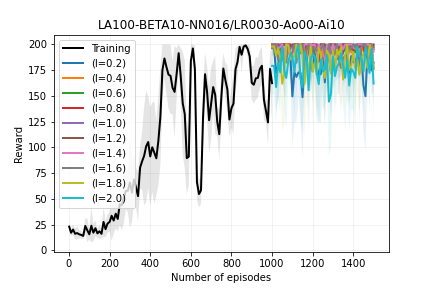 LA100-BETA10-NN016/LR0030-Ao00-Ai10
Reward
200
175
150
125
100
75
50
25
0
Training
(l=0.2)
(l=0.4)
(l=0.6)
(l=0.8)
(l=1.0)
(l=1.2)
(l=1.4)
(l=1.6)
(l=1.8)
(l=2.0)
0 200 400 600 800 1000 1200 1400
Number of episodes